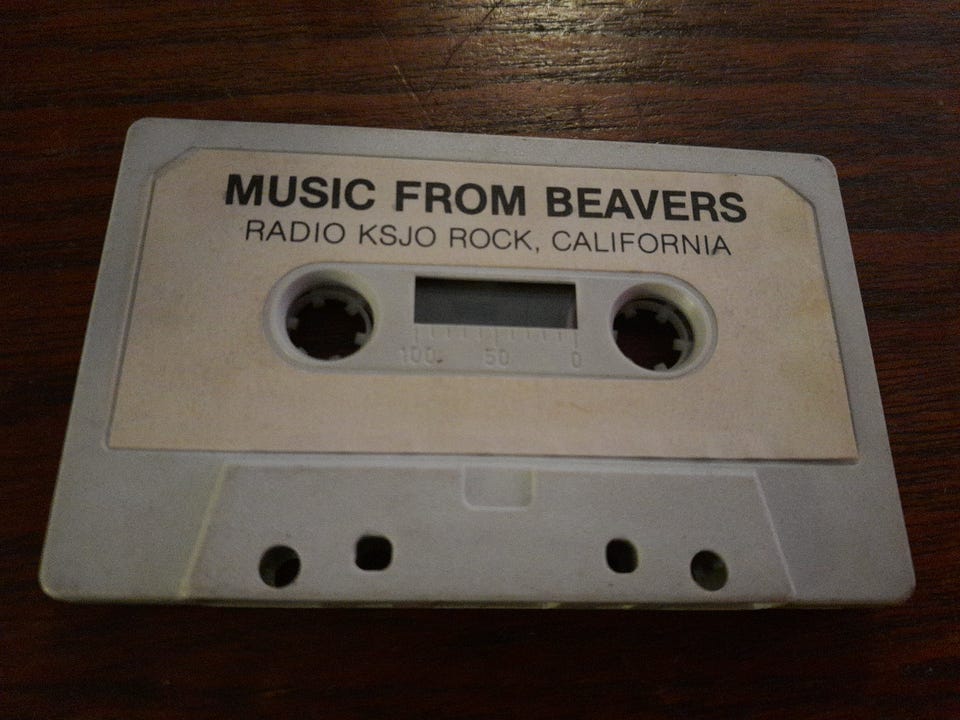 MUSIC FROM BEAVERS
RADIO KSJO ROCK, CALIFORNIA
100 50 0